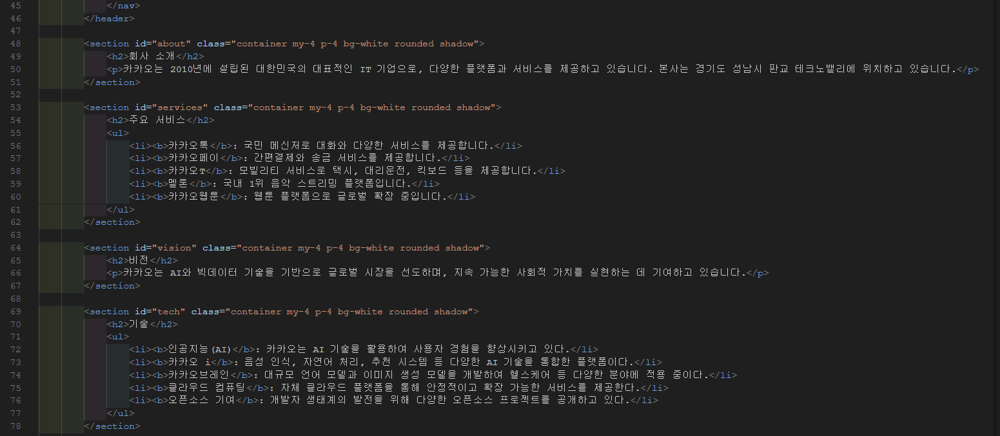 45 </nav>
46 </header>
47
48 <section id="about" class="container my-4 p-4 bg-white rounded shadow">
49 <h2>회사 소개</h2>
50 <p>카카오는 2010년에 설립된 대한민국의 대표적인 IT 기업으로, 다양한 플랫폼과 서비스를 제공하고 있습니다. 본사는 경기도 성남시 판교 테크노밸리에 위치하고 있습니다.</p>
51 </section>
52
53 <section id="services" class="container my-4 p-4 bg-white rounded shadow">
54 <h2>주요 서비스</h2>
55 <ul>
56 <li><b>카카오톡</b>: 국민 메신저로 대화와 다양한 서비스를 제공합니다.</li>
57 <li><b>카카오페이</b>: 간편결제와 송금 서비스를 제공합니다.</li>
58 <li><b>카카오T</b>: 모빌리티 서비스로 택시, 대리운전, 킥보드 등을 제공합니다.</li>
59 <li><b>멜론</b>: 국내 1위 음악 스트리밍 플랫폼입니다.</li>
60 <li><b>카카오웹툰</b>: 웹툰 플랫폼으로 글로벌 확장 중입니다.</li>
61 </ul>
62 </section>
63
64 <section id="vision" class="container my-4 p-4 bg-white rounded shadow">
65 <h2>비전</h2>
66 <p>카카오는 AI와 빅데이터 기술을 기반으로 글로벌 시장을 선도하며, 지속 가능한 사회적 가치를 실현하는 데 기여하고 있습니다.</p>
67 </section>
68
69 <section id="tech" class="container my-4 p-4 bg-white rounded shadow">
70 <h2>기술</h2>
71 <ul>
72 <li><b>인공지능(AI)</b>: 카카오는 AI 기술을 활용하여 사용자 경험을 향상시키고 있다.</li>
73 <li><b>카카오 i</b>: 음성 인식, 자연어 처리, 추천 시스템 등 다양한 AI 기술을 통합한 플랫폼이다.</li>
74 <li><b>카카오브레인</b>: 대규모 언어 모델과 이미지 생성 모델을 개발하여 헬스케어 등 다양한 분야에 적용 중이다.</li>
75 <li><b>클라우드 컴퓨팅</b>: 자체 클라우드 플랫폼을 통해 안정적이고 확장 가능한 서비스를 제공한다.</li>
76 <li><b>오픈소스 기여</b>: 개발자 생태계의 발전을 위해 다양한 오픈소스 프로젝트를 공개하고 있다.</li>
77 </ul>
78 </section>